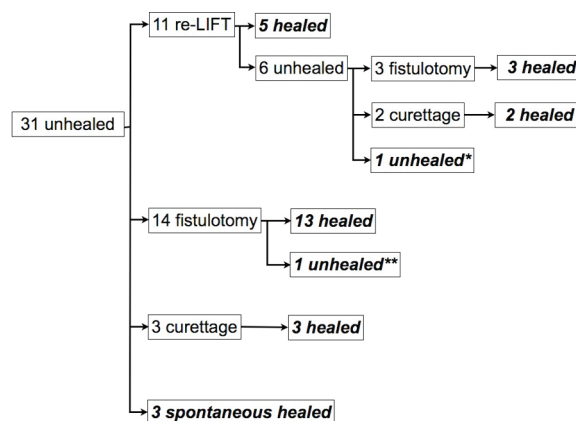 11 re-LIFT
5 healed
6 unhealed
3 fistulotomy
3 healed
2 curettage
2 healed
1 unhealed*
31 unhealed
14 fistulotomy
13 healed
1 unhealed**
3 curettage
3 healed
3 spontaneous healed